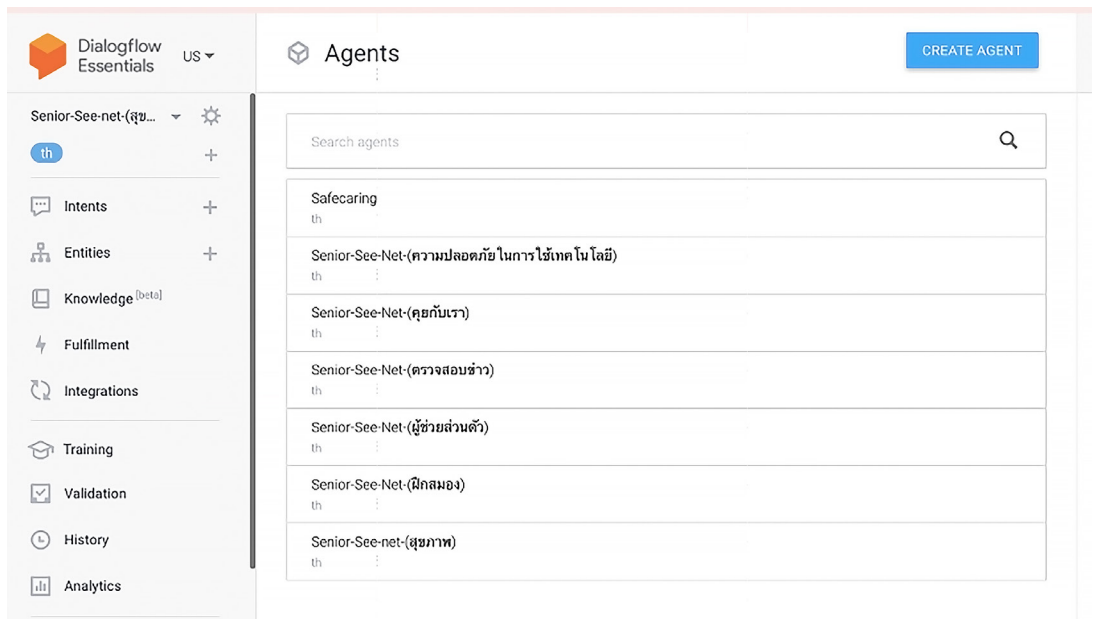 Dialogflow
Essentials
US
Agents
CREATE AGENT
Senior-See-net-(สุข...
th
Search agents
Intents
Entities
Knowledge [beta]
Fulfillment
Integrations
Training
Validation
History
Analytics
Safecaring
th
Senior-See-Net-(ความปลอดภัยในการใช้เทคโนโลยี)
th
Senior-See-Net-(คุยกับเรา)
th
Senior-See-Net-(ตรวจสอบข่าว)
th
Senior-See-Net-(ผู้ช่วยส่วนตัว)
th
Senior-See-Net-(ฝึกสมอง)
th
Senior-See-net-(สุขภาพ)
th